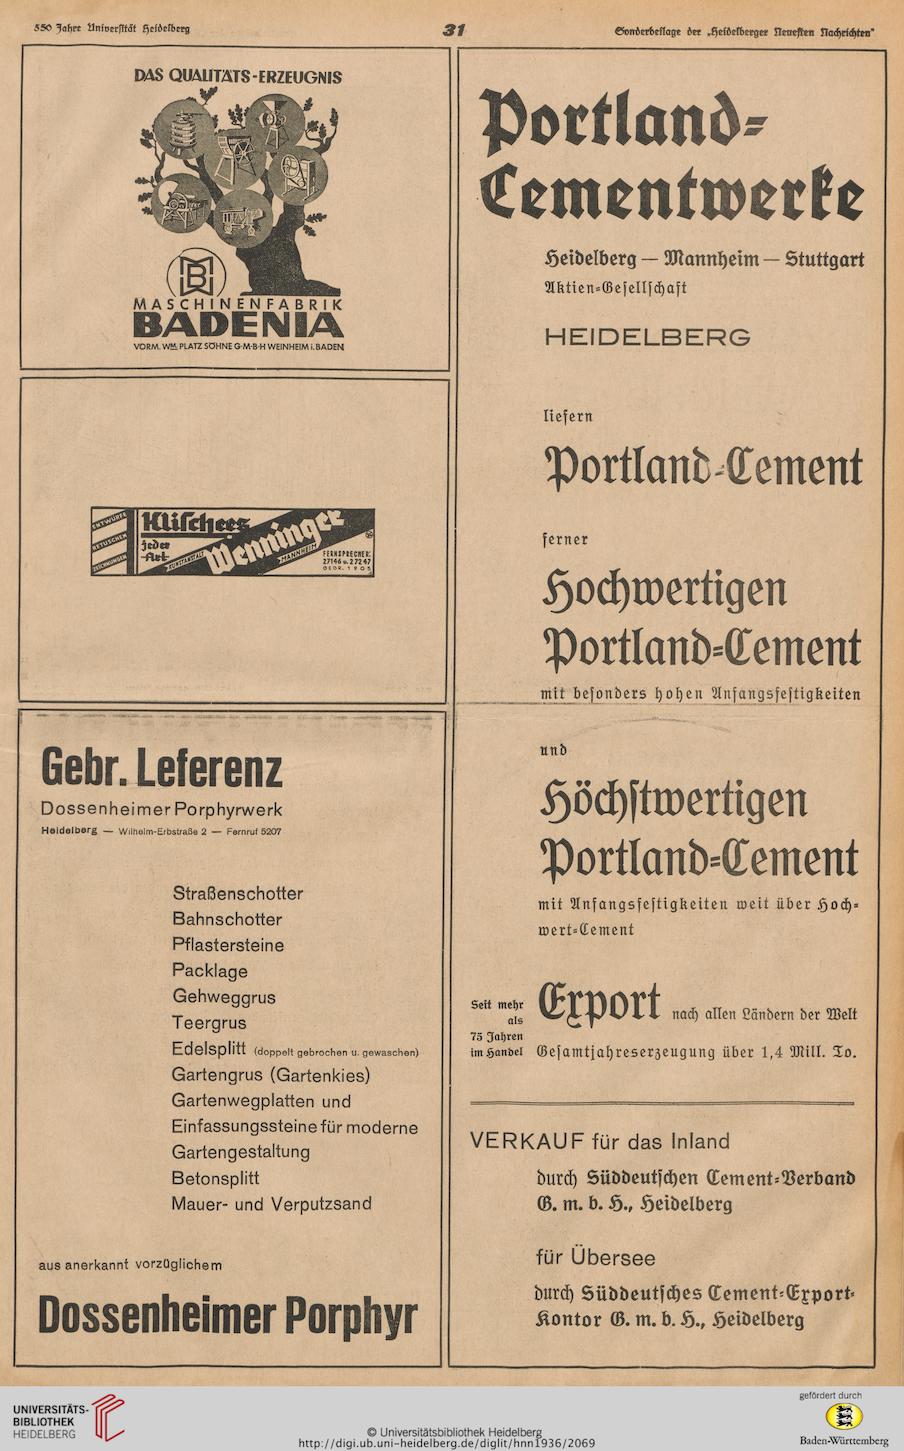 550 Jahre Universität Heidelberg
31
Sonderbeilage der „Heidelberger Neuesten Nachrichten"
DAS QUALITÄTS-ERZEUGNIS
MASCHINENFABRIK
BADENIA
VORM. WM. PLATZ SÖHNE G·M·B·H WEINHEIM i. BADEN
ENTWÜRFE
RETUSCHEN
ZEICHNUNGEN
Klischees
jeder
Art
KUNSTANSTALT
Wenninger
MANNHEIM
FERNSPRECHER:
27146 u. 27247
GEGR. 1905
Gebr. Leferenz
Dossenheimer Porphyrwerk
Heidelberg — Wilhelm-Erbstraße 2 — Fernruf 5207
Straßenschotter
Bahnschotter
Pflastersteine
Packlage
Gehweggrus
Teergrus
Edelsplitt (doppelt gebrochen u. gewaschen)
Gartengrus (Gartenkies)
Gartenwegplatten und
Einfassungssteine für moderne
Gartengestaltung
Betonsplitt
Mauer- und Verputzsand
aus anerkannt vorzüglichem
Dossenheimer Porphyr
Portland-
Cementwerke
Heidelberg — Mannheim — Stuttgart
Aktien-Gesellschaft
HEIDELBERG
liefern
Portland-Cement
ferner
Hochwertigen
Portland-Cement
mit besonders hohen Anfangsfestigkeiten
und
Höchstwertigen
Portland-Cement
mit Anfangsfestigkeiten weit über Hoch-
wert-Cement
Seit mehr
als
75 Jahren
im Handel
Export nach allen Ländern der Welt
Gesamtjahreserzeugung über 1,4 Mill. To.
VERKAUF für das Inland
durch Süddeutschen Cement-Verband
G. m. b. H., Heidelberg
für Übersee
durch Süddeutsches Cement-Export-
Kontor G. m. b. H., Heidelberg
UNIVERSITÄTS-
BIBLIOTHEK
HEIDELBERG
© Universitätsbibliothek Heidelberg
http://digi.ub.uni-heidelberg.de/diglit/hnn1936/2069
gefördert durch
Baden-Württemberg